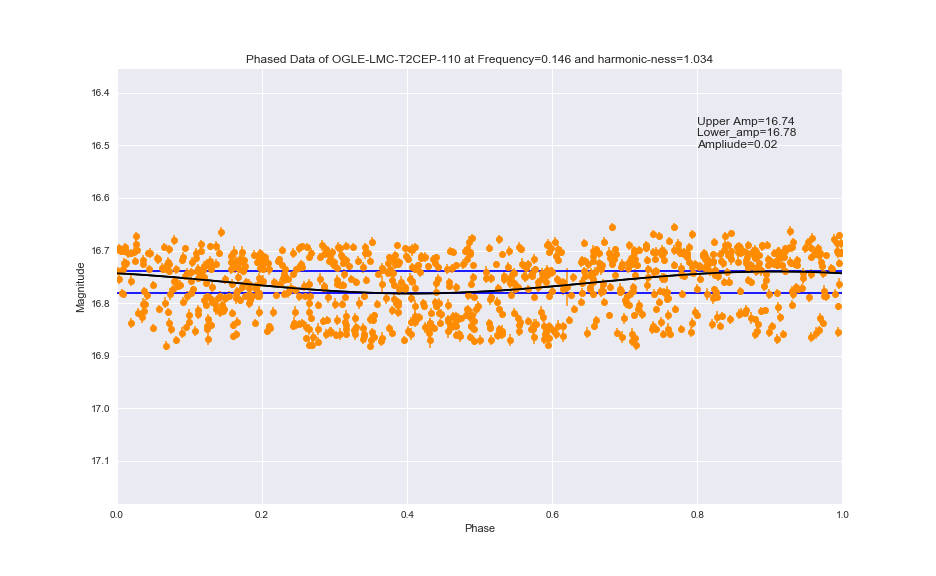 Phased Data of OGLE-LMC-T2CEP-110 at Frequency=0.146 and harmonic-ness=1.034
Upper Amp=16.74
Lower_amp=16.78
Ampliude=0.02
Magnitude
16.4
16.5
16.6
16.7
16.8
16.9
17.0
17.1
0.0
0.2
0.4
0.6
0.8
1.0
Phase